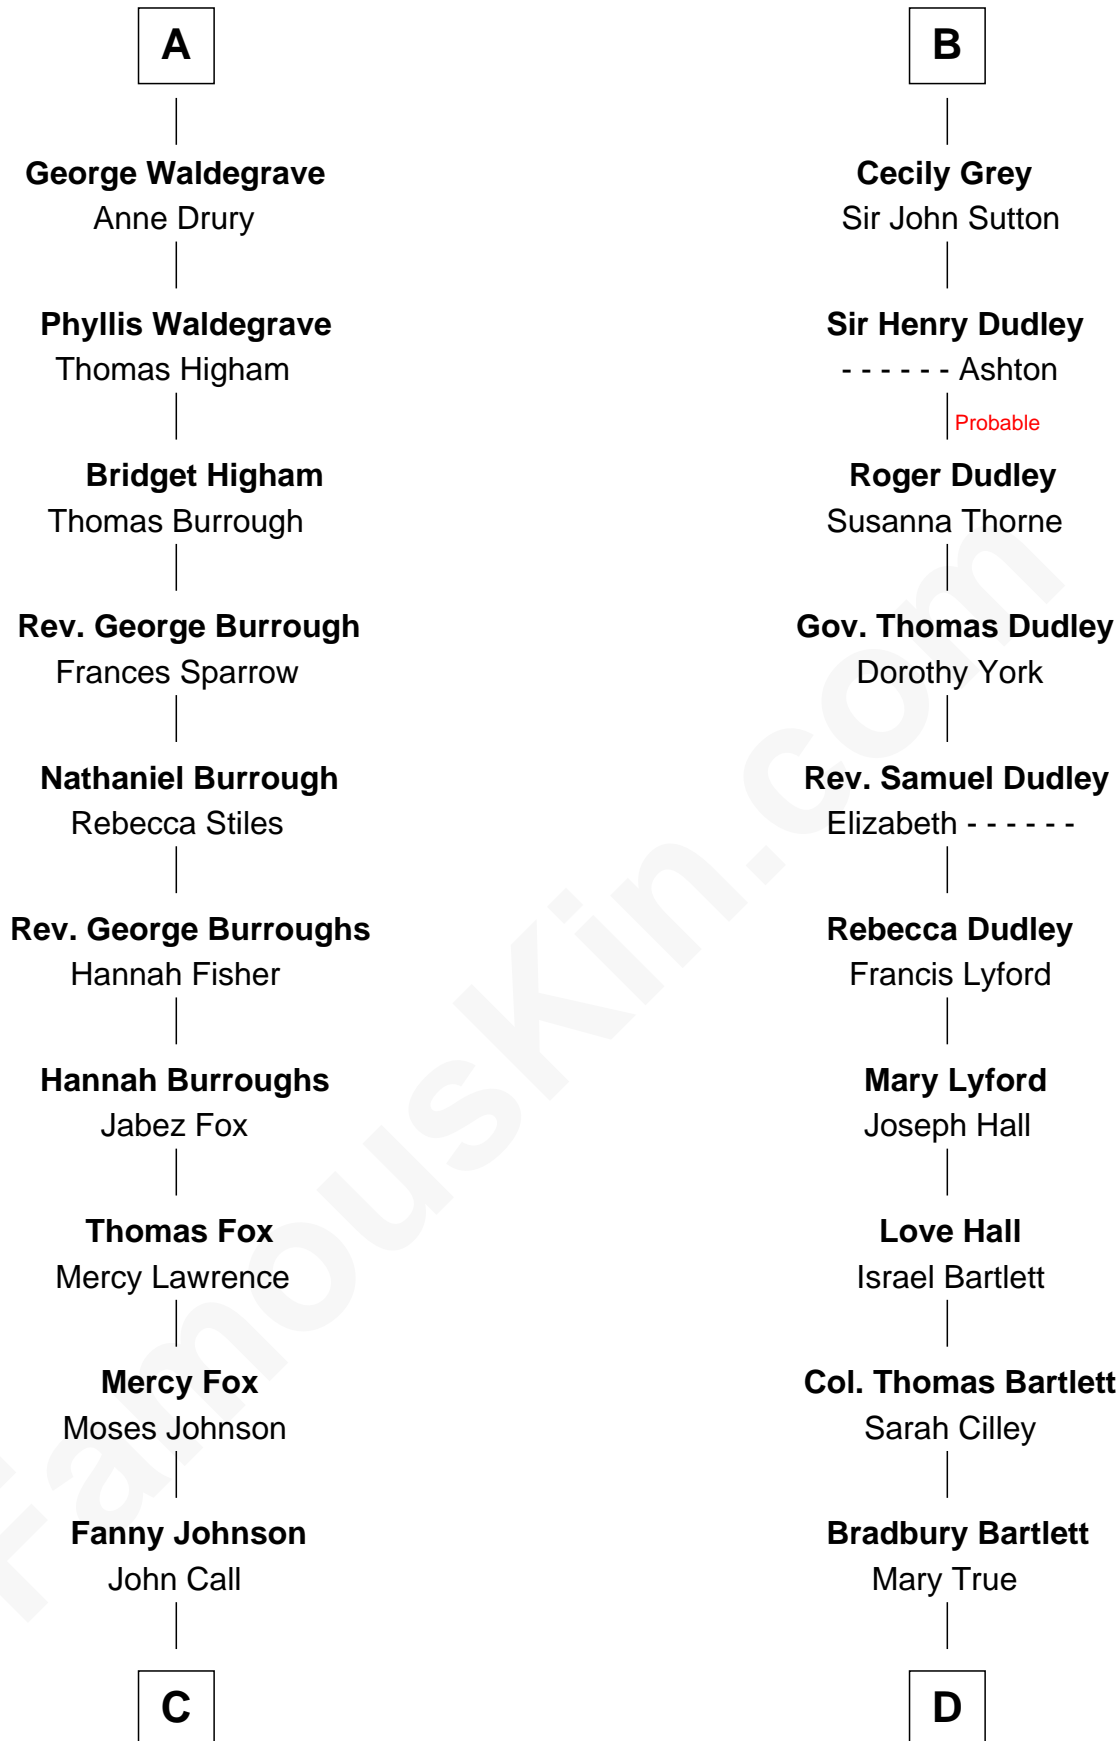 A
George Waldegrave
Anne Drury
Phyllis Waldegrave
Thomas Higham
Bridget Higham
Thomas Burrough
Rev. George Burrough
Frances Sparrow
Nathaniel Burrough
Rebecca Stiles
Rev. George Burroughs
Hannah Fisher
Hannah Burroughs
Jabez Fox
Thomas Fox
Mercy Lawrence
Mercy Fox
Moses Johnson
Fanny Johnson
John Call
C
B
Cecily Grey
Sir John Sutton
Sir Henry Dudley
- - - - - - Ashton
Probable
Roger Dudley
Susanna Thorne
Gov. Thomas Dudley
Dorothy York
Rev. Samuel Dudley
Elizabeth - - - - - -
Rebecca Dudley
Francis Lyford
Mary Lyford
Joseph Hall
Love Hall
Israel Bartlett
Col. Thomas Bartlett
Sarah Cilley
Bradbury Bartlett
Mary True
D
FamousKin.com